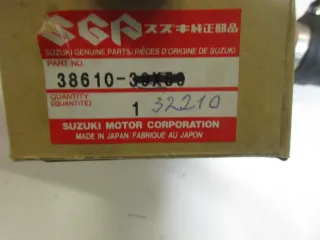 SGP スズキ純正部品
SUZUKI GENUINE PARTS/PIÈCES D'ORIGINE DE SUZUKI
PART NO.
38610-
QUANTITY
(QUANTITÉ)
1 32210
SUZUKI MOTOR CORPORATION
MADE IN JAPAN FABRIQUE AU JAPON